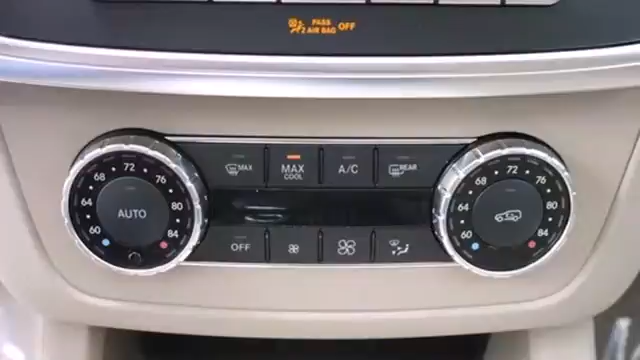 PASS
2 AIR BAG OFF
60 68 72 76 80 84
64
AUTO
MAX
MAX
COOL
A/C
REAR
OFF
60 64 68 72 76 80 84